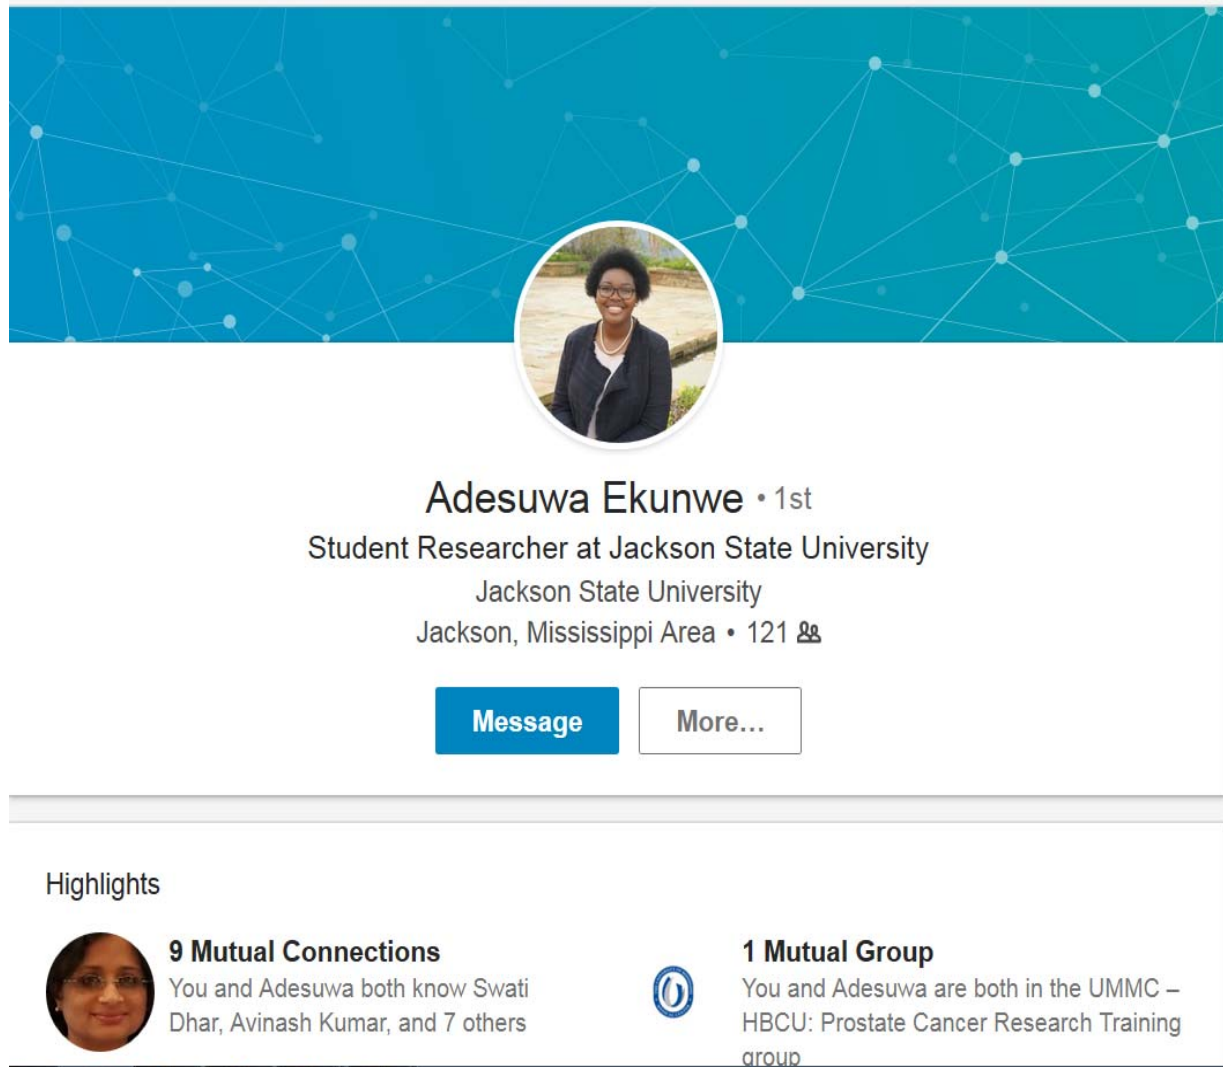 Adesuwa Ekunwe • 1st
Student Researcher at Jackson State University
Jackson State University
Jackson, Mississippi Area • 121
Message
More...
Highlights
9 Mutual Connections
You and Adesuwa both know Swati
Dhar, Avinash Kumar, and 7 others
1 Mutual Group
You and Adesuwa are both in the UMMC –
HBCU: Prostate Cancer Research Training
group